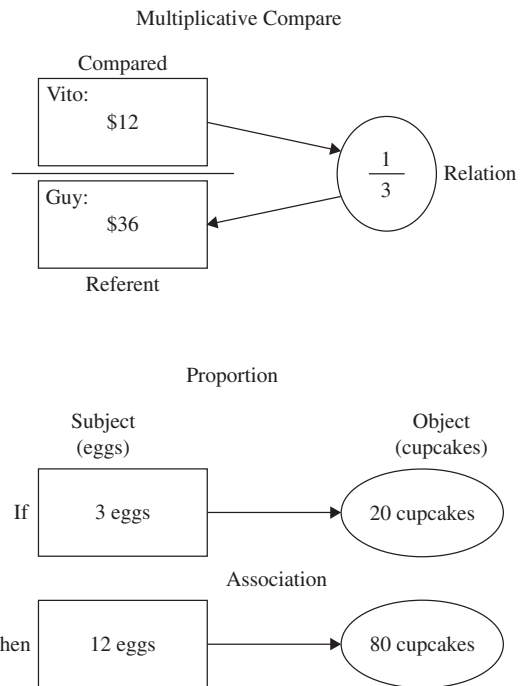 Multiplicative Compare
Compared
Vito:
$12
1
3
Relation
Guy:
$36
Referent
Proportion
Subject
(eggs)
Object
(cupcakes)
If
3 eggs
20 cupcakes
Association
hen
12 eggs
80 cupcakes